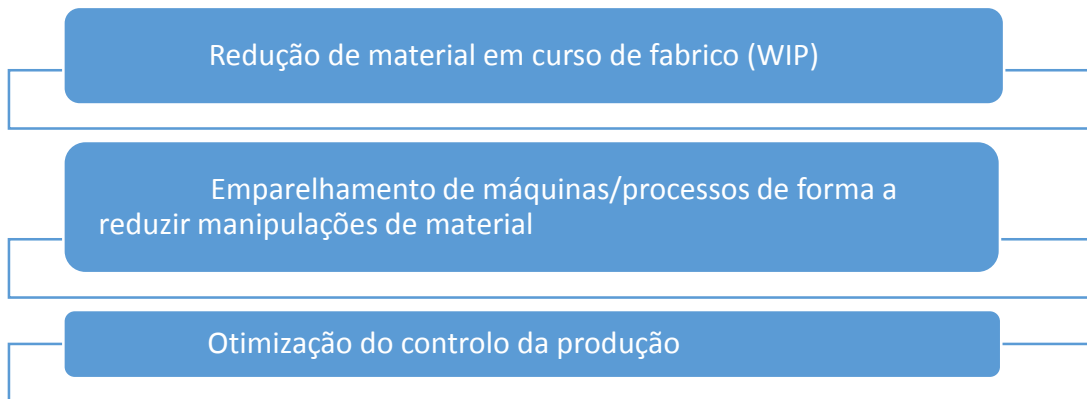 Redução de material em curso de fabrico (WIP)
Emparelhamento de máquinas/processos de forma a
reduzir manipulações de material
Otimização do controlo da produção